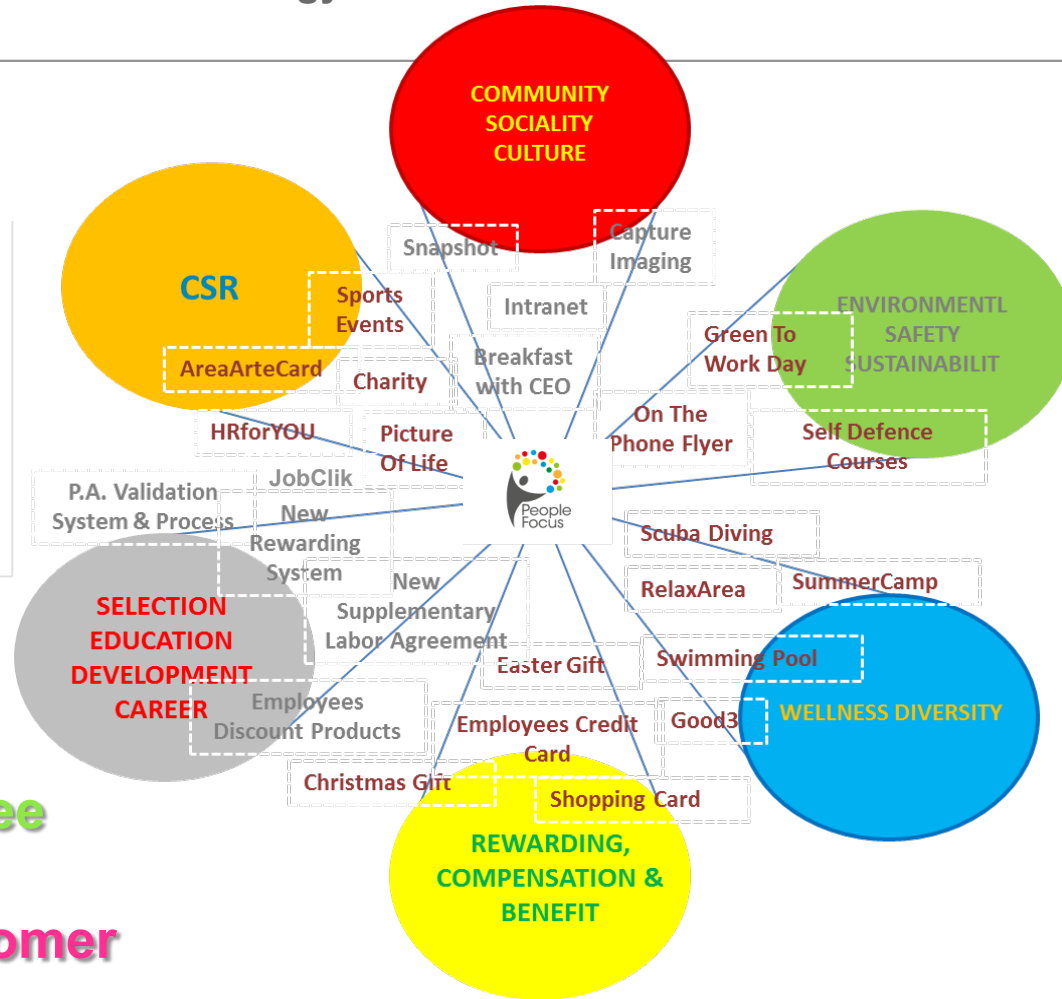 gy
COMMUNITY
SOCIALITY
CULTURE
CSR
Snapshot
Capture
Imaging
Sports
Events
Intranet
ENVIRONMENTL
SAFETY
SUSTAINABILIT
Green To
Work Day
AreaArteCard
Charity
Breakfast
with CEO
HRforYOU
Picture
Of Life
On The
Phone Flyer
Self Defence
Courses
JobClik
P.A. Validation
System & Process
New
Rewarding
System
People
Focus
Scuba Diving
RelaxArea
SummerCamp
New
Supplementary
Labor Agreement
SELECTION
EDUCATION
DEVELOPMENT
CAREER
Easter Gift
Swimming Pool
Employees
Discount Products
Employees Credit
Card
Good3
WELLNESS DIVERSITY
Christmas Gift
Shopping Card
ee
REWARDING,
COMPENSATION &
BENEFIT
omer